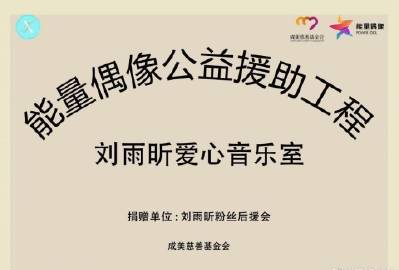 成美慈善基金会
能量偶像
POWER IDOL
能量偶像公益援助工程
刘雨昕爱心音乐室
捐赠单位：刘雨昕粉丝后援会
成美慈善基金会